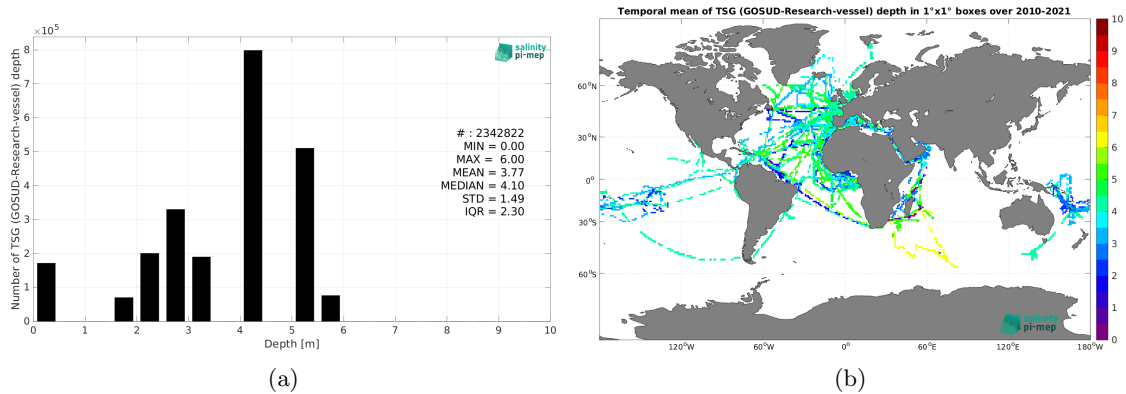 ×10⁵
8
7
6
5
4
3
2
1
0
Number of TSG (GOSUD-Research-vessel) depth
salinity
pi-mep
# : 2342822
MIN = 0.00
MAX = 6.00
MEAN = 3.77
MEDIAN = 4.10
STD = 1.49
IQR = 2.30
0 1 2 3 4 5 6 7 8 9 10
Depth [m]
(a)
Temporal mean of TSG (GOSUD-Research-vessel) depth in 1°x1° boxes over 2010-2021
60°N
30°N
0°
30°S
60°S
120°W 60°W 0° 60°E 120°E 180°W
salinity
pi-mep
10
9
8
7
6
5
4
3
2
1
0
(b)